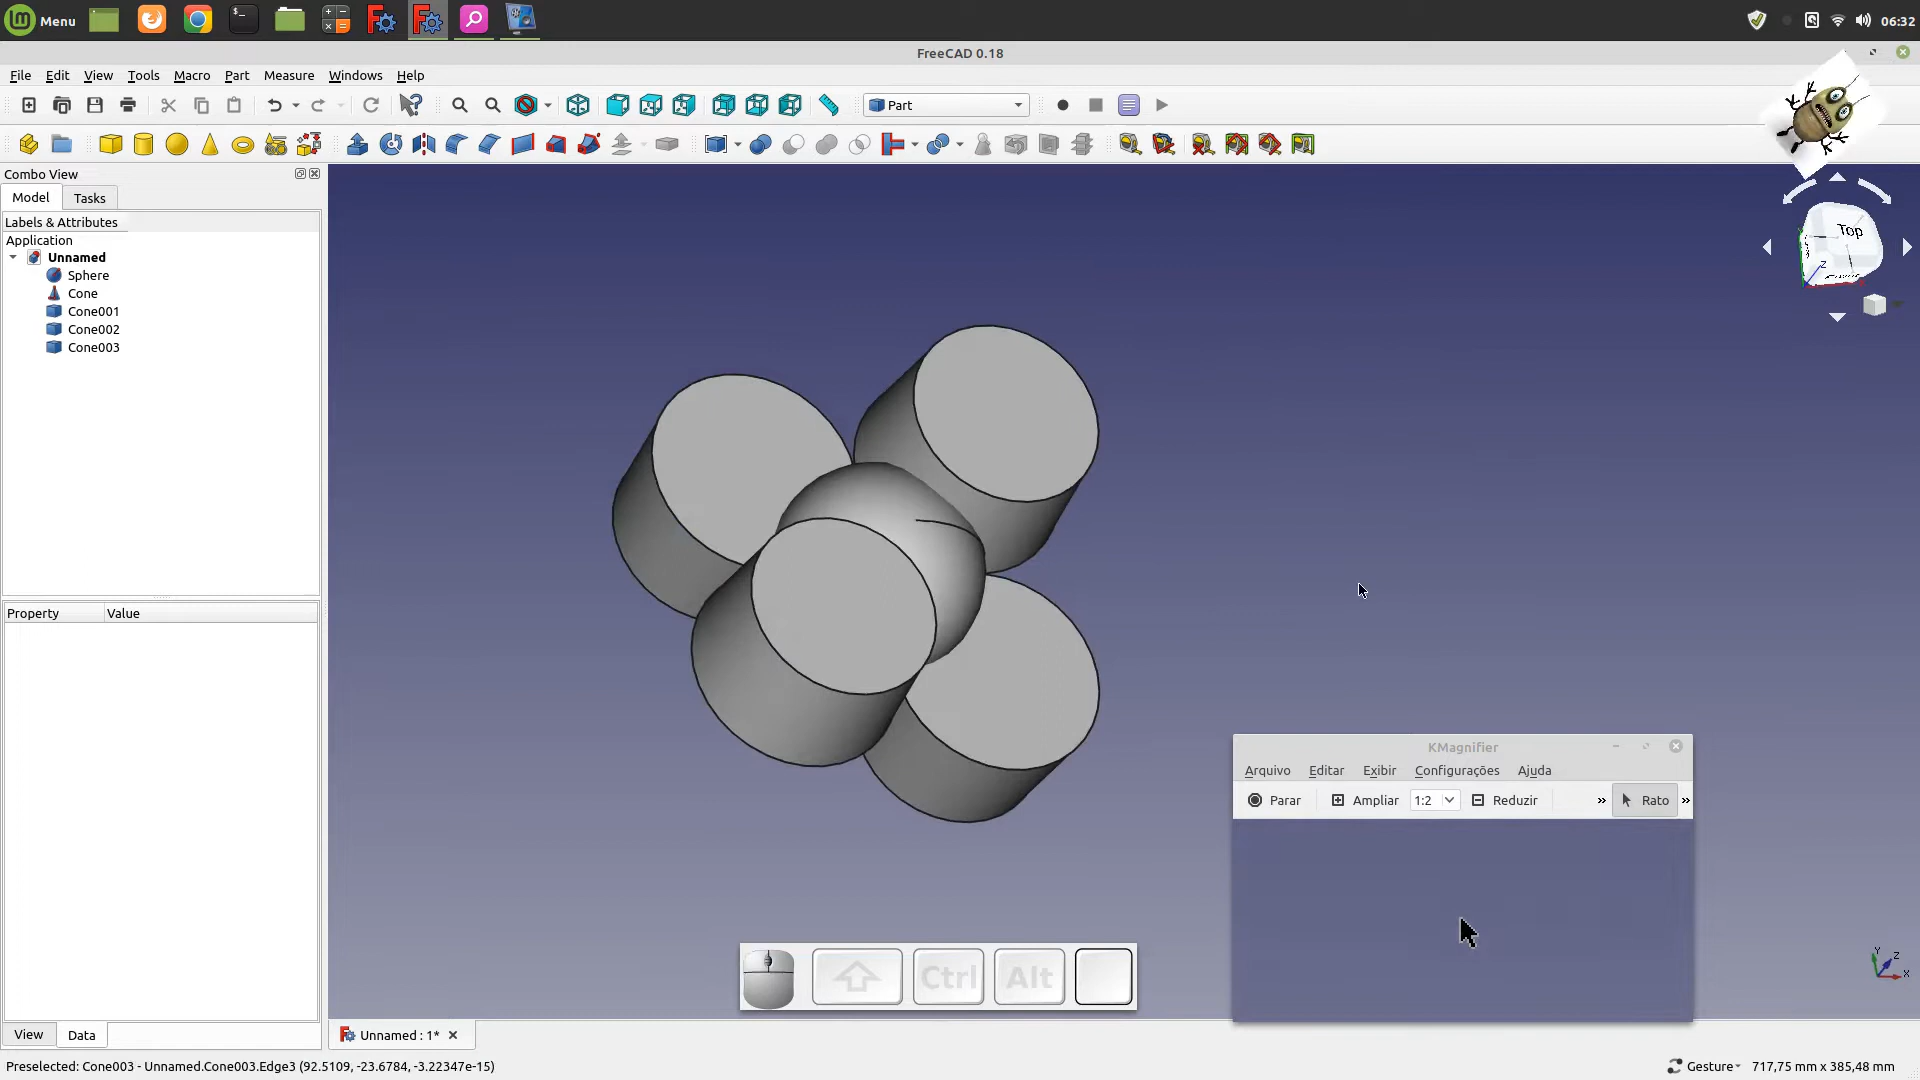 Menu
06:32
FreeCAD 0.18
File Edit View Tools Macro Part Measure Windows Help
Part
Combo View
Model Tasks
Labels & Attributes
Application
Unnamed
Sphere
Cone
Cone001
Cone002
Cone003
Top
Z
Property Value
KMagnifier
Arquivo Editar Exibir Configurações Ajuda
Parar Ampliar 1:2 Reduzir » Rato »
Ctrl Alt
Y Z X
View Data
Unnamed : 1*
Preselected: Cone003 - Unnamed.Cone003.Edge3 (92.5109, -23.6784, -3.22347e-15)
Gesture 717,75 mm x 385,48 mm